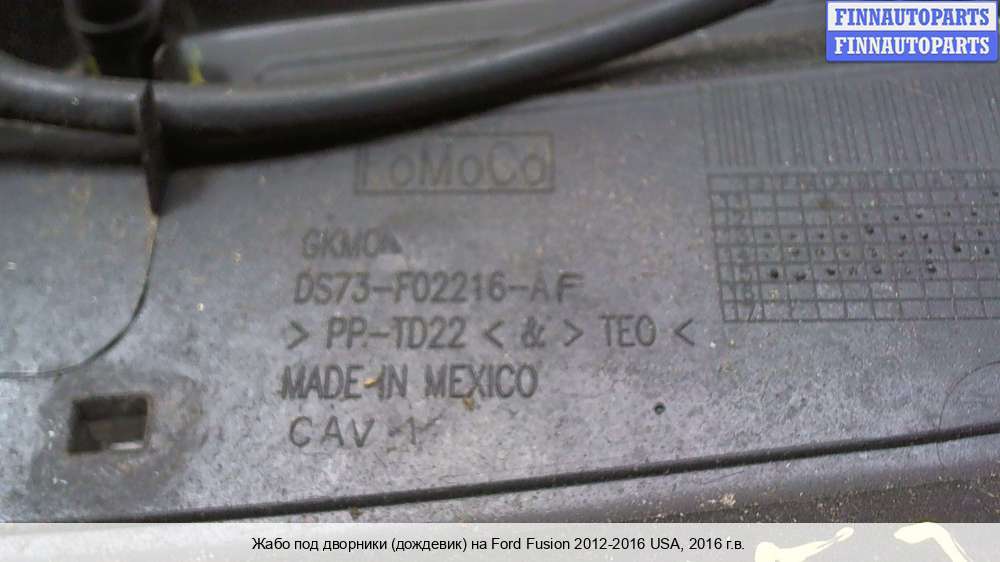 FINNAUTOPARTS
FINNAUTOPARTS
FoMoCo
GKMOA
DS73-F02216-AF
> PP-TD22 < & > TEO <
MADE IN MEXICO
CAV-1
Жабо под дворники (дождевик) на Ford Fusion 2012-2016 USA, 2016 г.в.